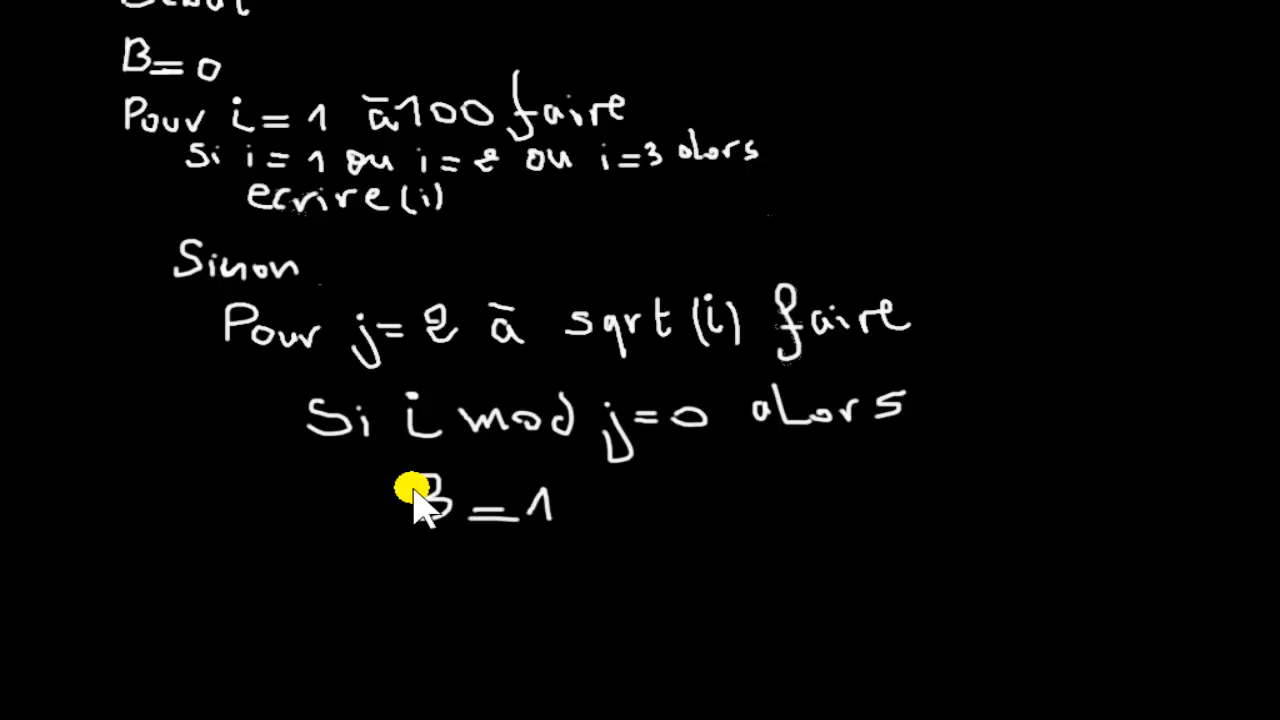 B=0
Pour i=1 à 100 faire
Si i=1 ou i=2 ou i=3 alors
ecrire(i)
Sinon
Pour j=2 à sqrt(i) faire
Si i mod j=0 alors
B=1